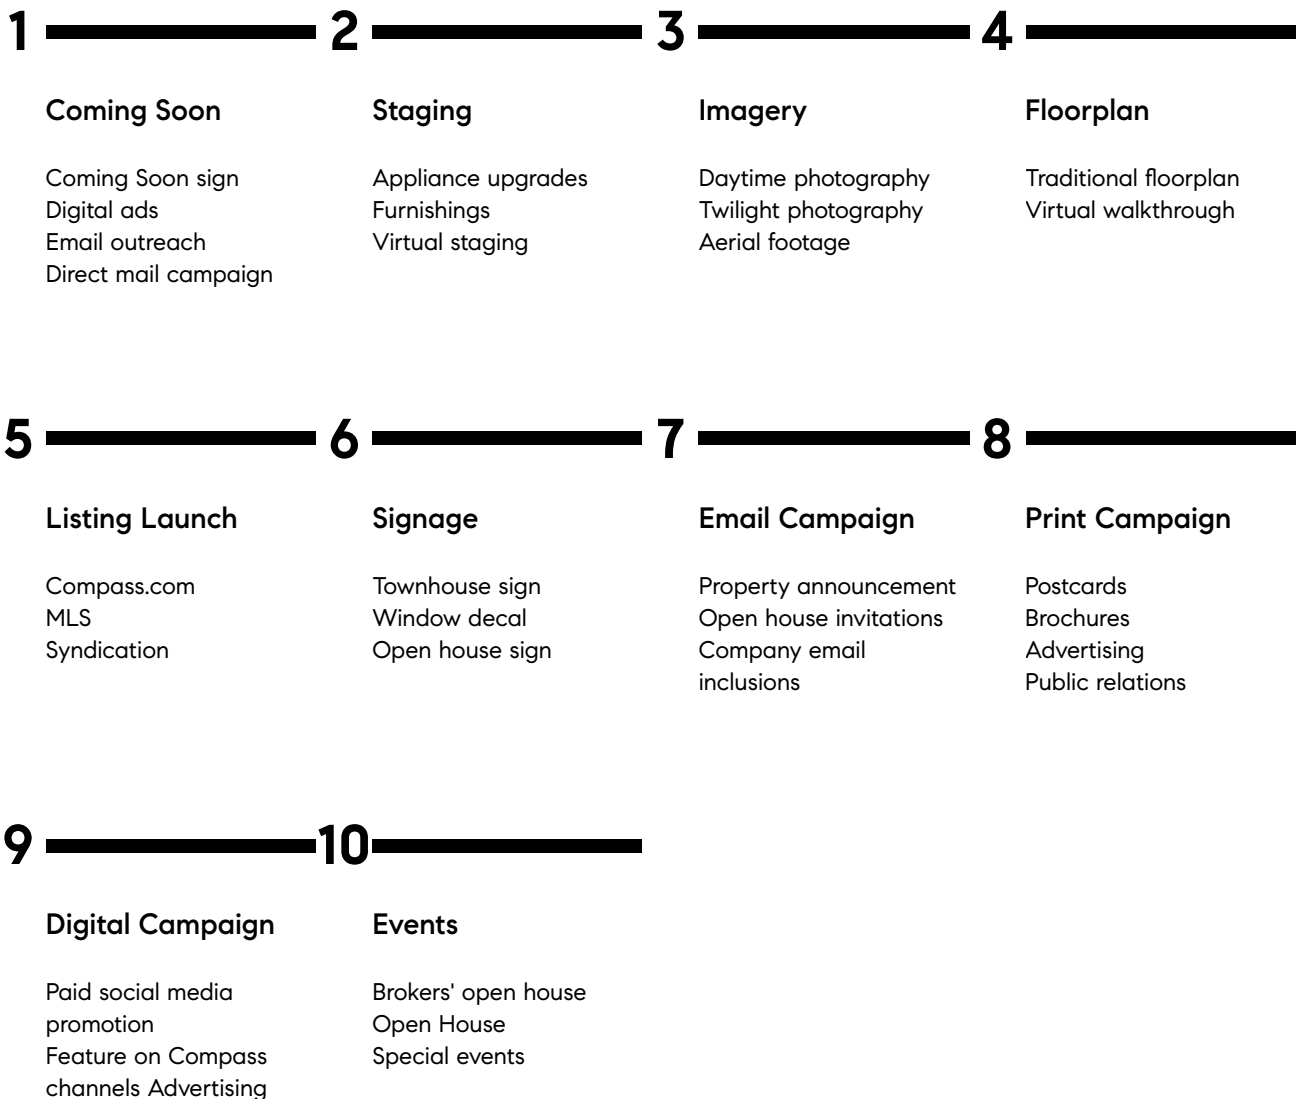 1
Coming Soon
Coming Soon sign
Digital ads
Email outreach
Direct mail campaign
2
Staging
Appliance upgrades
Furnishings
Virtual staging
3
Imagery
Daytime photography
Twilight photography
Aerial footage
4
Floorplan
Traditional floorplan
Virtual walkthrough
5
Listing Launch
Compass.com
MLS
Syndication
6
Signage
Townhouse sign
Window decal
Open house sign
7
Email Campaign
Property announcement
Open house invitations
Company email
inclusions
8
Print Campaign
Postcards
Brochures
Advertising
Public relations
9
Digital Campaign
Paid social media
promotion
Feature on Compass
channels Advertising
10
Events
Brokers' open house
Open House
Special events